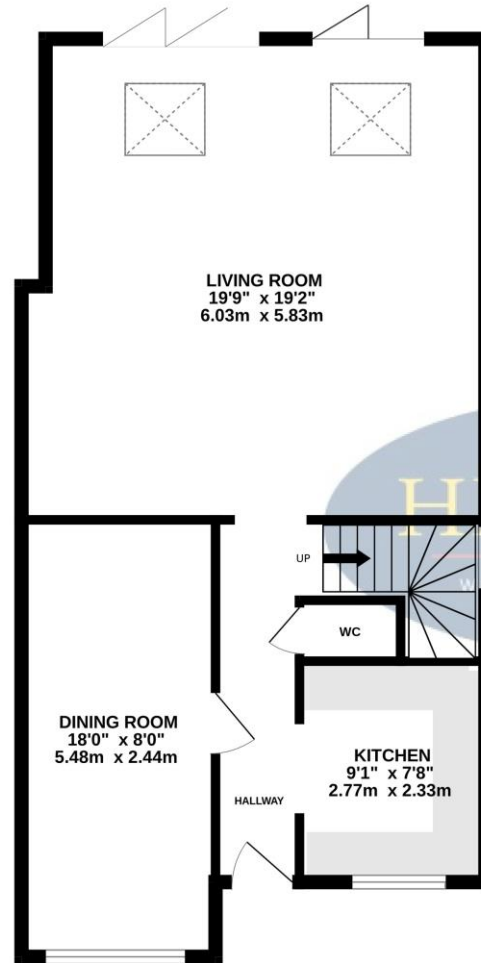 LIVING ROOM
19'9" x 19'2"
6.03m x 5.83m
UP
WC
DINING ROOM
18'0" x 8'0"
5.48m x 2.44m
KITCHEN
9'1" x 7'8"
2.77m x 2.33m
HALLWAY